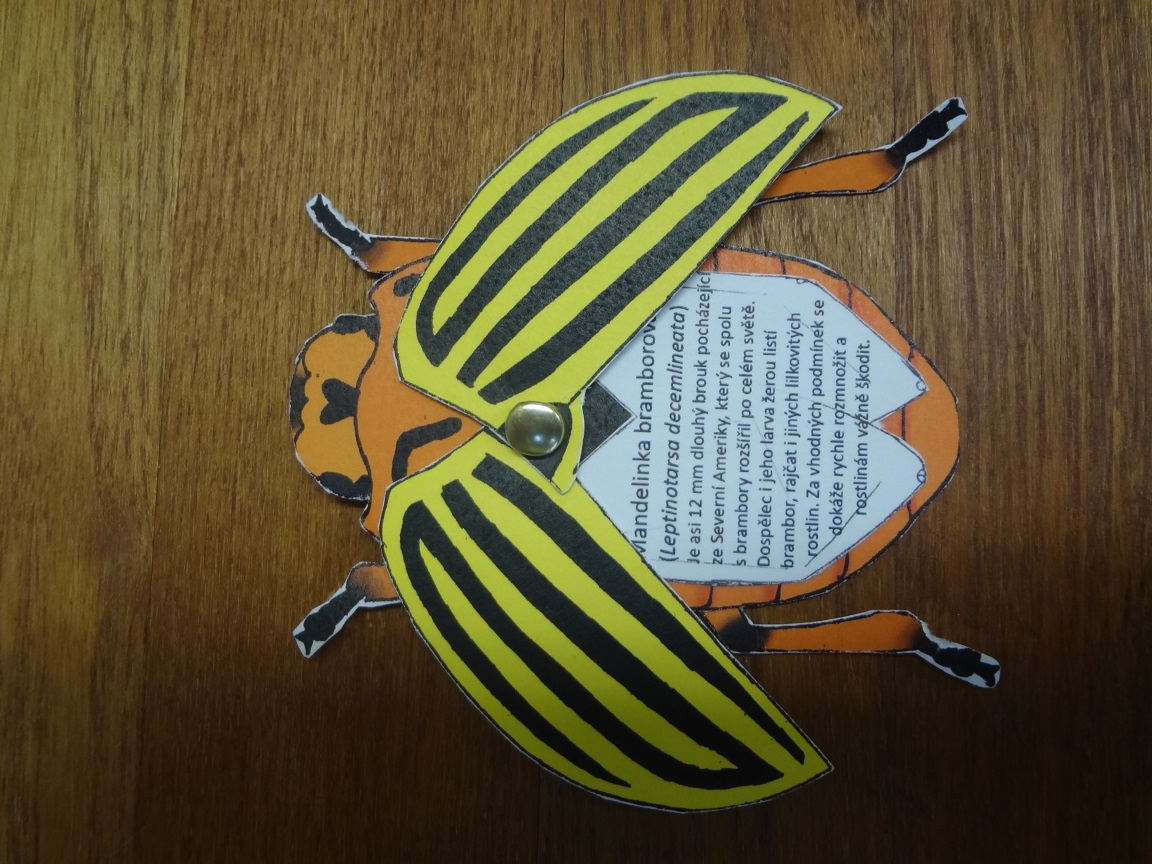 Mandelinka bramborov
(Leptinotarsa decemlineata)
je asi 12 mm dlouhý brouk pocházející
ze Severní Ameriky, který se spolu
s brambory rozšířil po celém světě.
Dospělec i jeho larva žerou listí
brambor, rajčat i jiných lilkovitých
rostlin. Za vhodných podmínek se
dokáže rychle rozmnožit a
rostlinám vážně škodit.